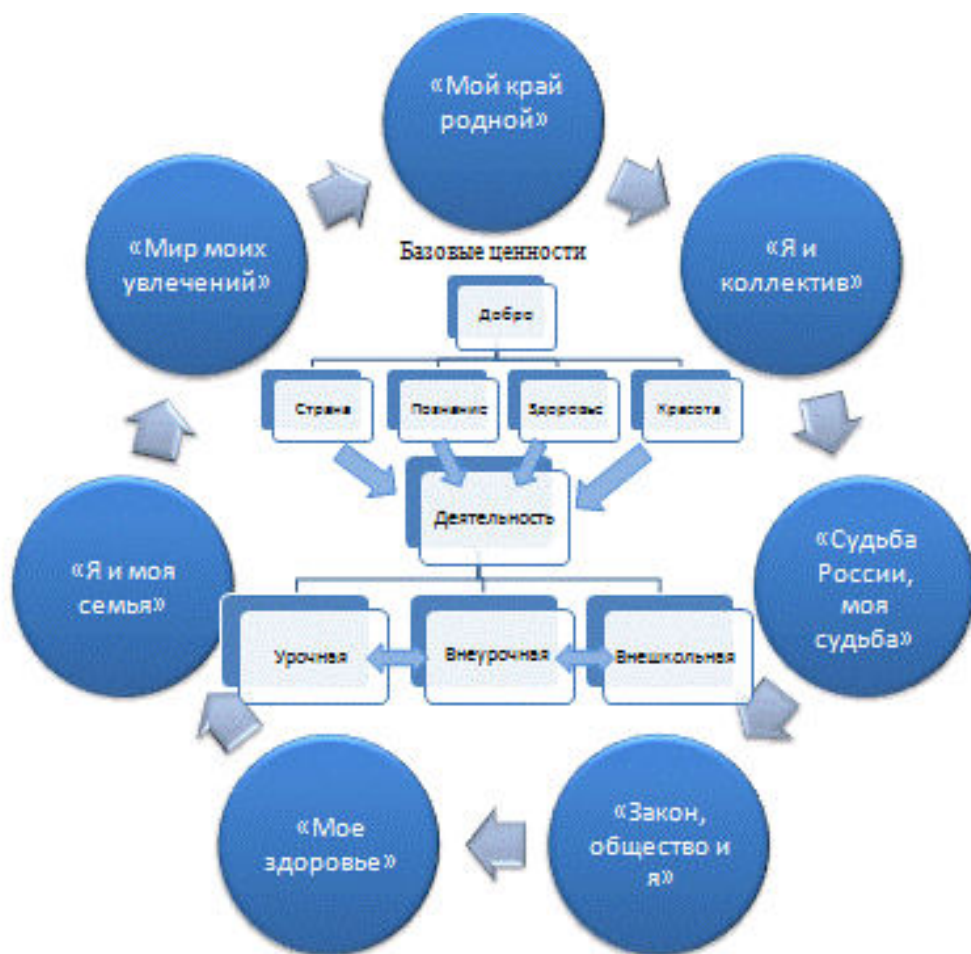 «Мой край
родной»
«Мир моих
увлечений»
«Я и
коллектив»
Базовые ценности
Добро
Страна
Познание
Здоровье
Красота
Деятельность
«Я и моя
семья»
«Судьба
России,
моя
судьба»
Урочная
Внеурочная
Внешкольная
«Мое
здоровье»
«Закон,
общество и
я»